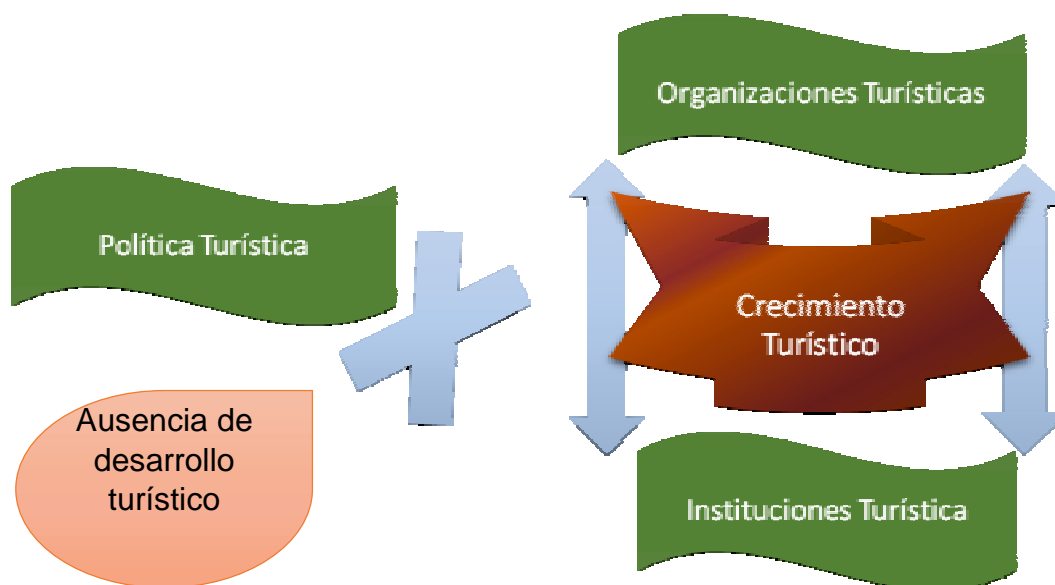 Organizaciones Turísticas
Política Turística
Crecimiento
Turístico
Ausencia de
desarrollo
turístico
Instituciones Turística